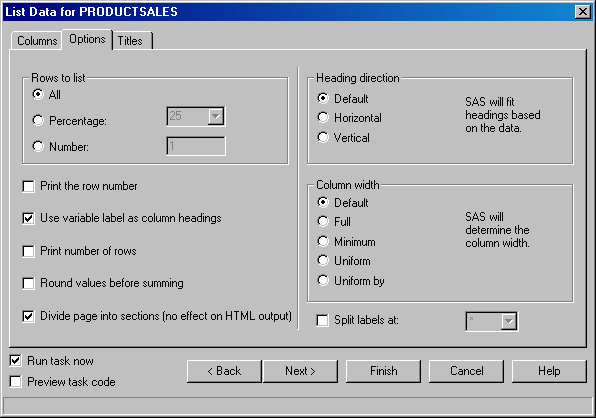 List Data for PRODUCTSALES
Columns Options Titles
Rows to list
All
Percentage: 25
Number: 1
Print the row number
Use variable label as column headings
Print number of rows
Round values before summing
Divide page into sections (no effect on HTML output)
Heading direction
Default
Horizontal
Vertical
SAS will fit
headings based
on the data.
Column width
Default
Full
Minimum
Uniform
Uniform by
SAS will
determine the
column width.
Split labels at: *
Run task now
Preview task code
< Back Next > Finish Cancel Help